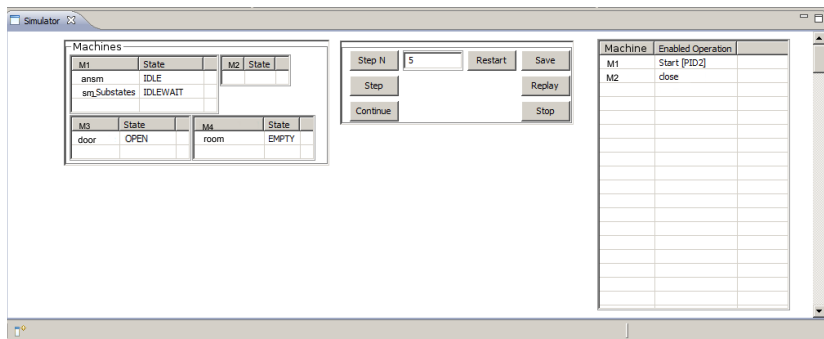 Simulator
Machines
M1 State
ansm IDLE
sm_Substates IDLEWAIT
M2 State
M3 State
door OPEN
M4 State
room EMPTY
Step N 5 Restart Save
Step Replay
Continue Stop
Machine Enabled Operation
M1 Start [PID2]
M2 close